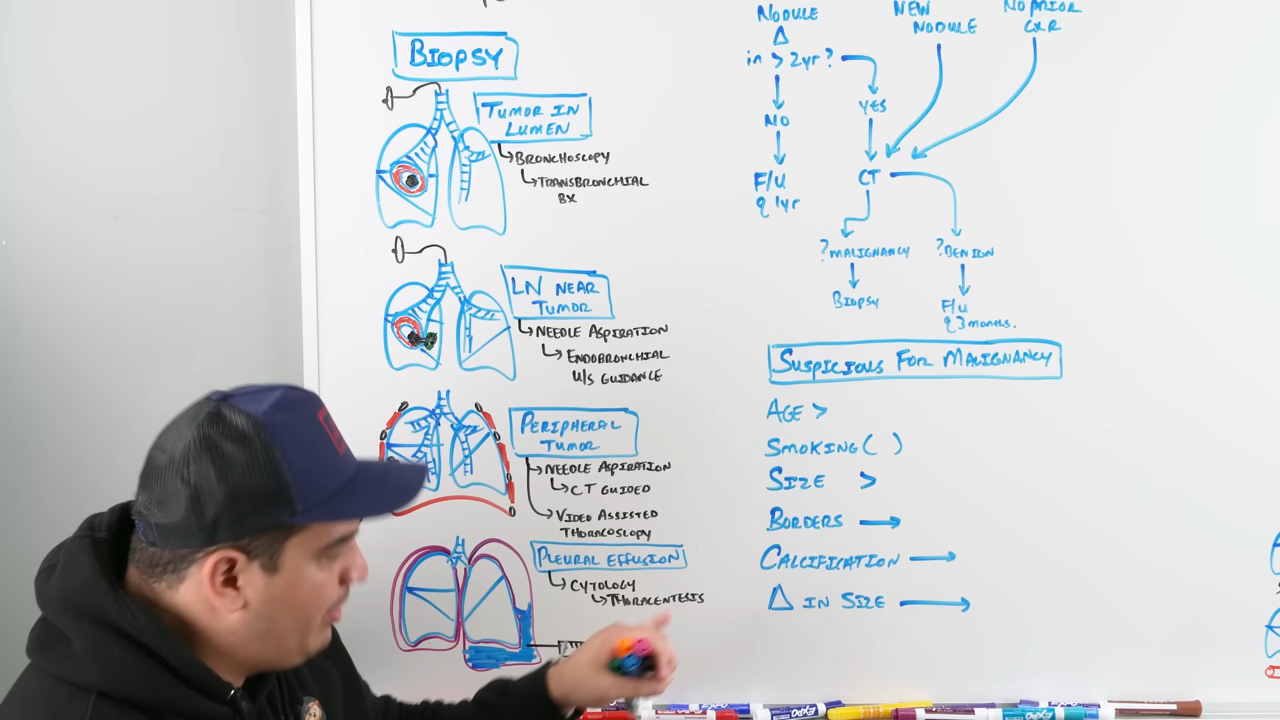 BIOPSY
TUMOR IN
LUMEN
BRONCHOSCOPY
TRANSBRONCHIAL
BX
LN NEAR
TUMOR
NEEDLE ASPIRATION
ENDOBRONCHIAL
U/S GUIDANCE
PERIPHERAL
TUMOR
NEEDLE ASPIRATION
CT GUIDED
VIDEO ASSISTED
THORACOSCOPY
PLEURAL EFFUSION
CYTOLOGY
THORACENTESIS
NODULE
Δ
in > 2yr?
NO
F/U
q 1yr
YES
NEW
NODULE
NO PRIOR
CXR
CT
? MALIGNANCY
BIOPSY
? BENIGN
F/U
q 3 months.
SUSPICIOUS FOR MALIGNANCY
AGE >
SMOKING ( )
SIZE >
BORDERS →
CALCIFICATION →
Δ IN SIZE →
EXPO